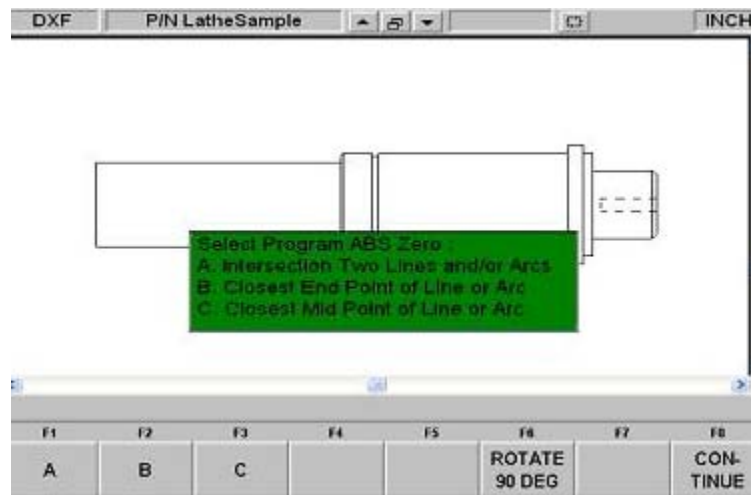 DXF P/N LatheSample INCH
Select Program ABS Zero :
A. Intersection Two Lines and/or Arcs
B. Closest End Point of Line or Arc
C. Closest Mid Point of Line or Arc
F1 F2 F3 F4 F5 F6 F7 F8
A B C ROTATE 90 DEG CON-TINUE